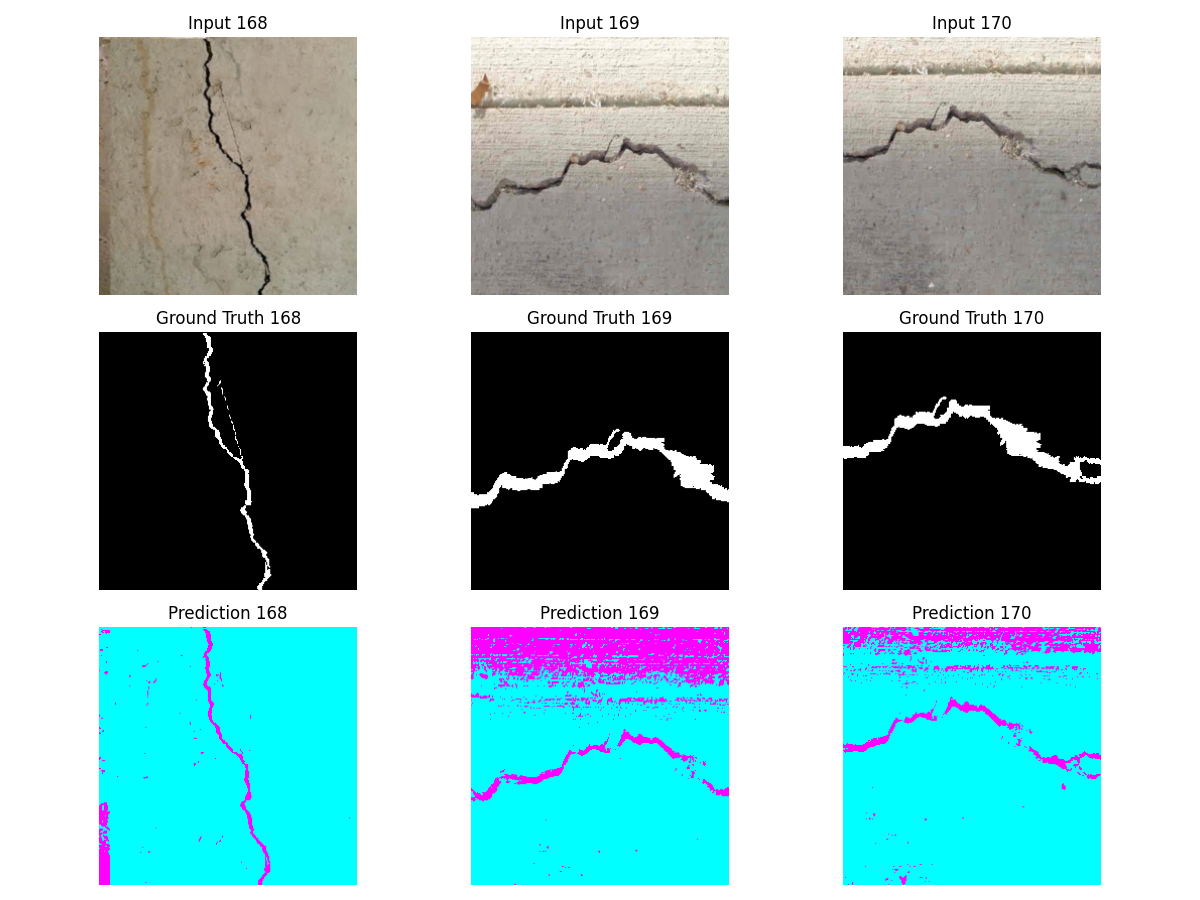 Input 168
Input 169
Input 170
Ground Truth 168
Ground Truth 169
Ground Truth 170
Prediction 168
Prediction 169
Prediction 170